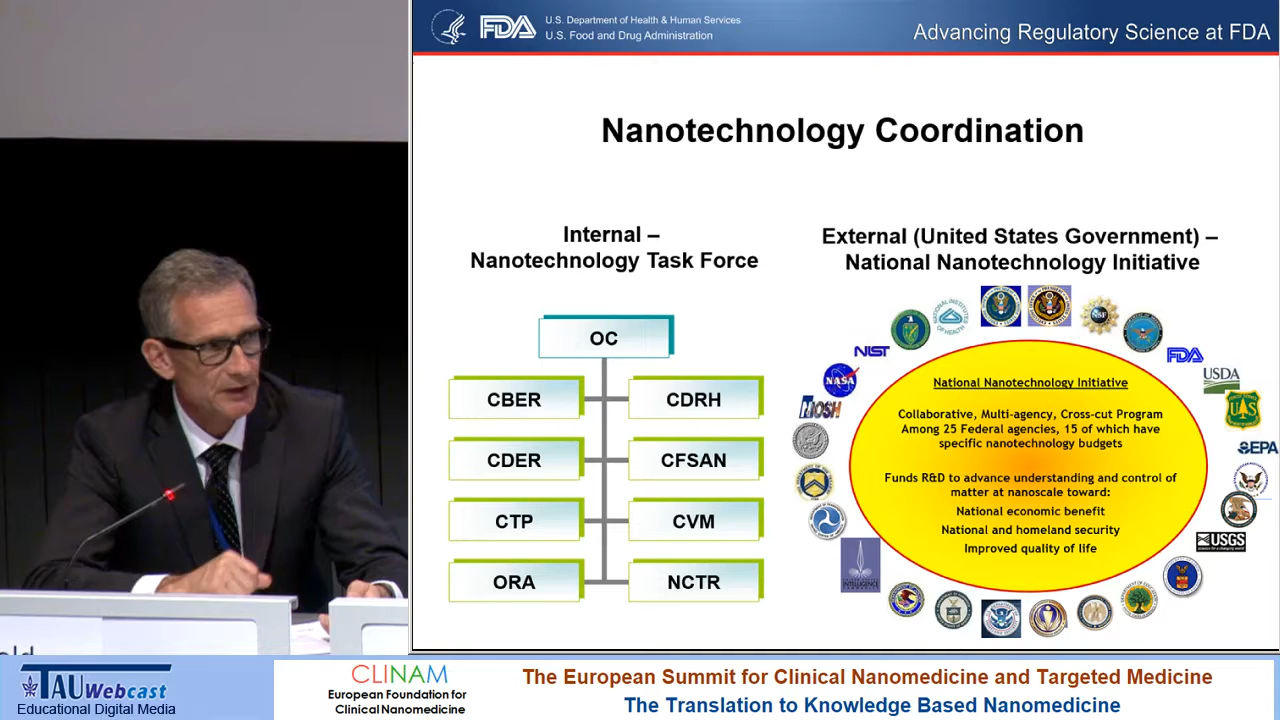 FDA
U.S. Department of Health & Human Services
U.S. Food and Drug Administration
Advancing Regulatory Science at FDA
Nanotechnology Coordination
Internal –
Nanotechnology Task Force
OC
CBER
CDRH
CDER
CFSAN
CTP
CVM
ORA
NCTR
External (United States Government) –
National Nanotechnology Initiative
NSF
NIST
FDA
NASA
USDA
NIOSH
UAS
EPA
USGS
INTELLIGENCE
National Nanotechnology Initiative
Collaborative, Multi-agency, Cross-cut Program
Among 25 Federal agencies, 15 of which have
specific nanotechnology budgets
Funds R&D to advance understanding and control of
matter at nanoscale toward:
National economic benefit
National and homeland security
Improved quality of life
TAU Webcast
Educational Digital Media
CLINAM
European Foundation for
Clinical Nanomedicine
The European Summit for Clinical Nanomedicine and Targeted Medicine
The Translation to Knowledge Based Nanomedicine